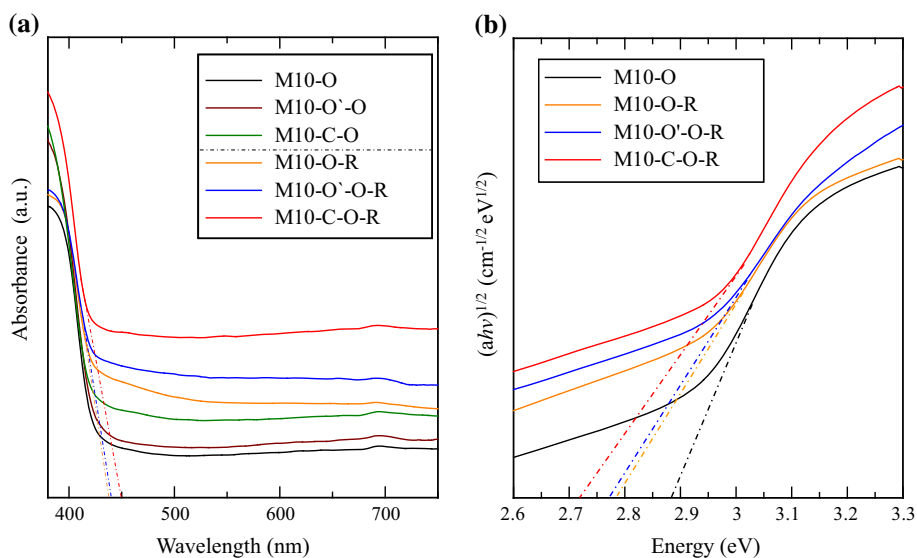 (a)
Absorbance (a.u.)
M10-O
M10-O`-O
M10-C-O
M10-O-R
M10-O`-O-R
M10-C-O-R
400 500 600 700
Wavelength (nm)
(b)
(ahν)1/2 (cm-1/2 eV1/2)
M10-O
M10-O-R
M10-O'-O-R
M10-C-O-R
2.6 2.7 2.8 2.9 3 3.1 3.2 3.3
Energy (eV)